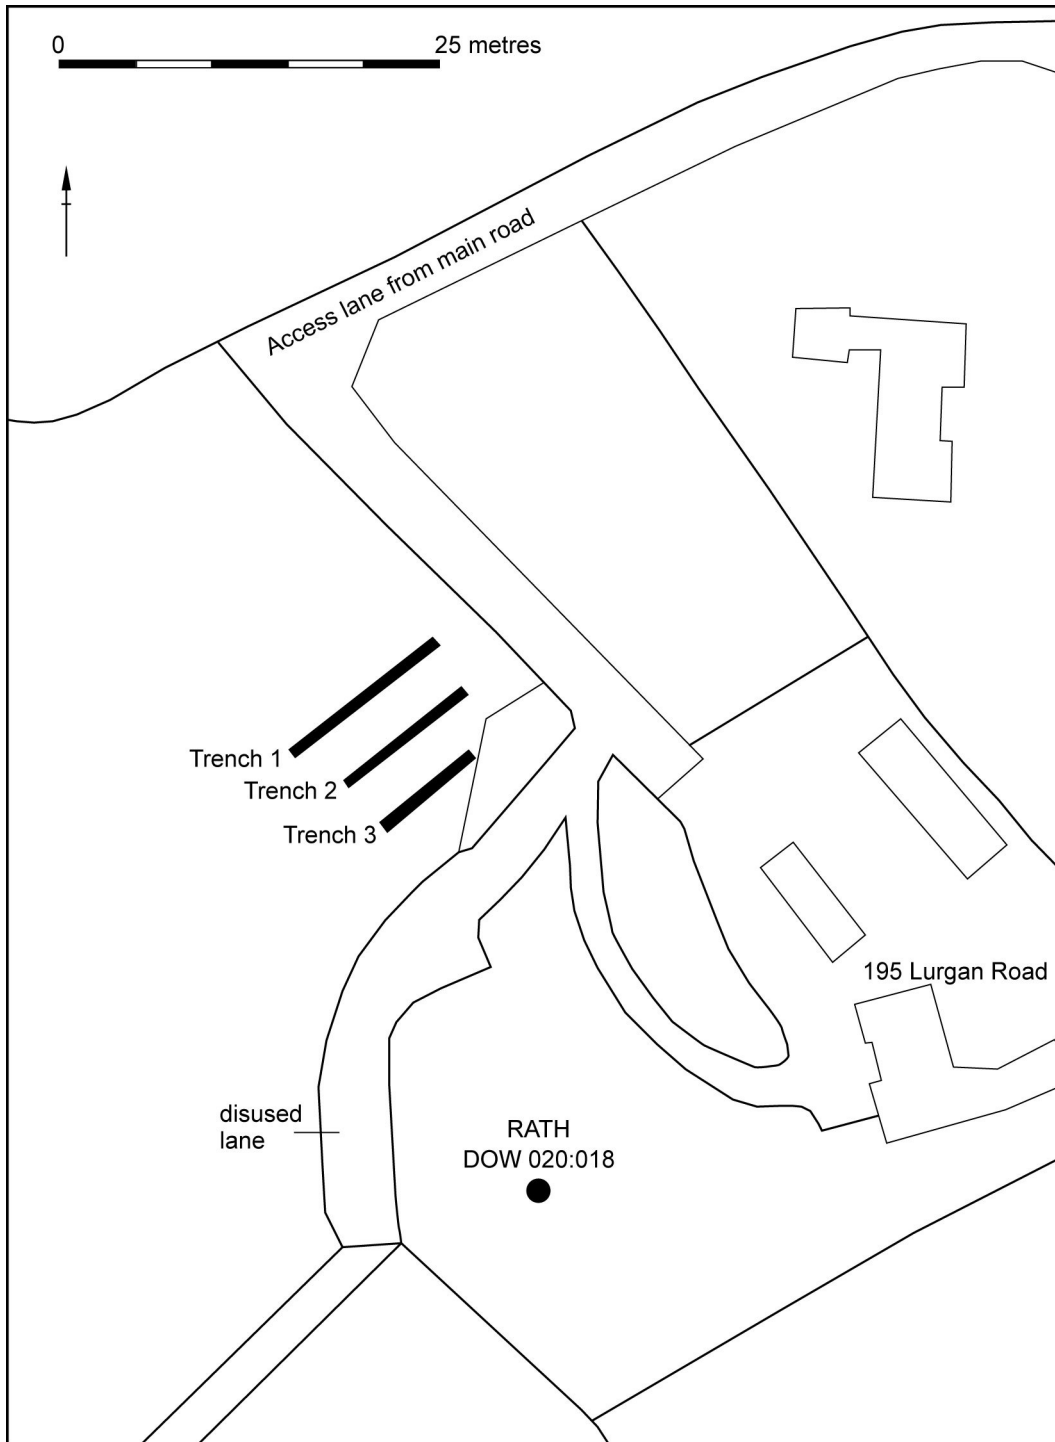 0
25 metres
Access lane from main road
Trench 1
Trench 2
Trench 3
195 Lurgan Road
disused
lane
RATH
DOW 020:018